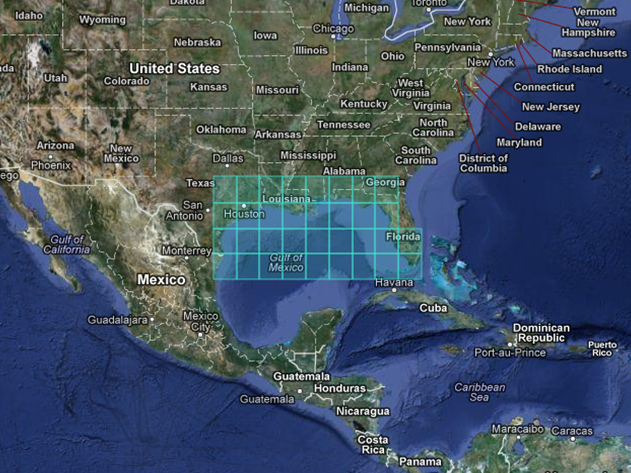 Dakota
Michigan
Toronto
Vermont
Idaho
Wyoming
New York
New
Hampshire
Iowa
Chicago
Nebraska
Illinois
Ohio
Pennsylvania
Massachusetts
United States
Indiana
New York
Rhode Island
Utah
Colorado
Kansas
Missouri
West
Virginia
Connecticut
Kentucky
Virginia
New Jersey
Oklahoma
Arkansas
Tennessee
North
Carolina
Delaware
Arizona
New
Mexico
Maryland
Phoenix
Dallas
Mississippi
South
Carolina
District of
Columbia
Alabama
Texas
Georgia
San
Antonio
Houston
Louisiana
Gulf of
California
Monterrey
Florida
Gulf of
Mexico
Mexico
Havana
Cuba
Guadalajara
Mexico
City
Dominican
Republic
Puerto
Rico
Port-au-Prince
Guatemala
Honduras
Caribbean
Sea
Guatemala
Nicaragua
Costa
Rica
Maracaibo
Caracas
Panama